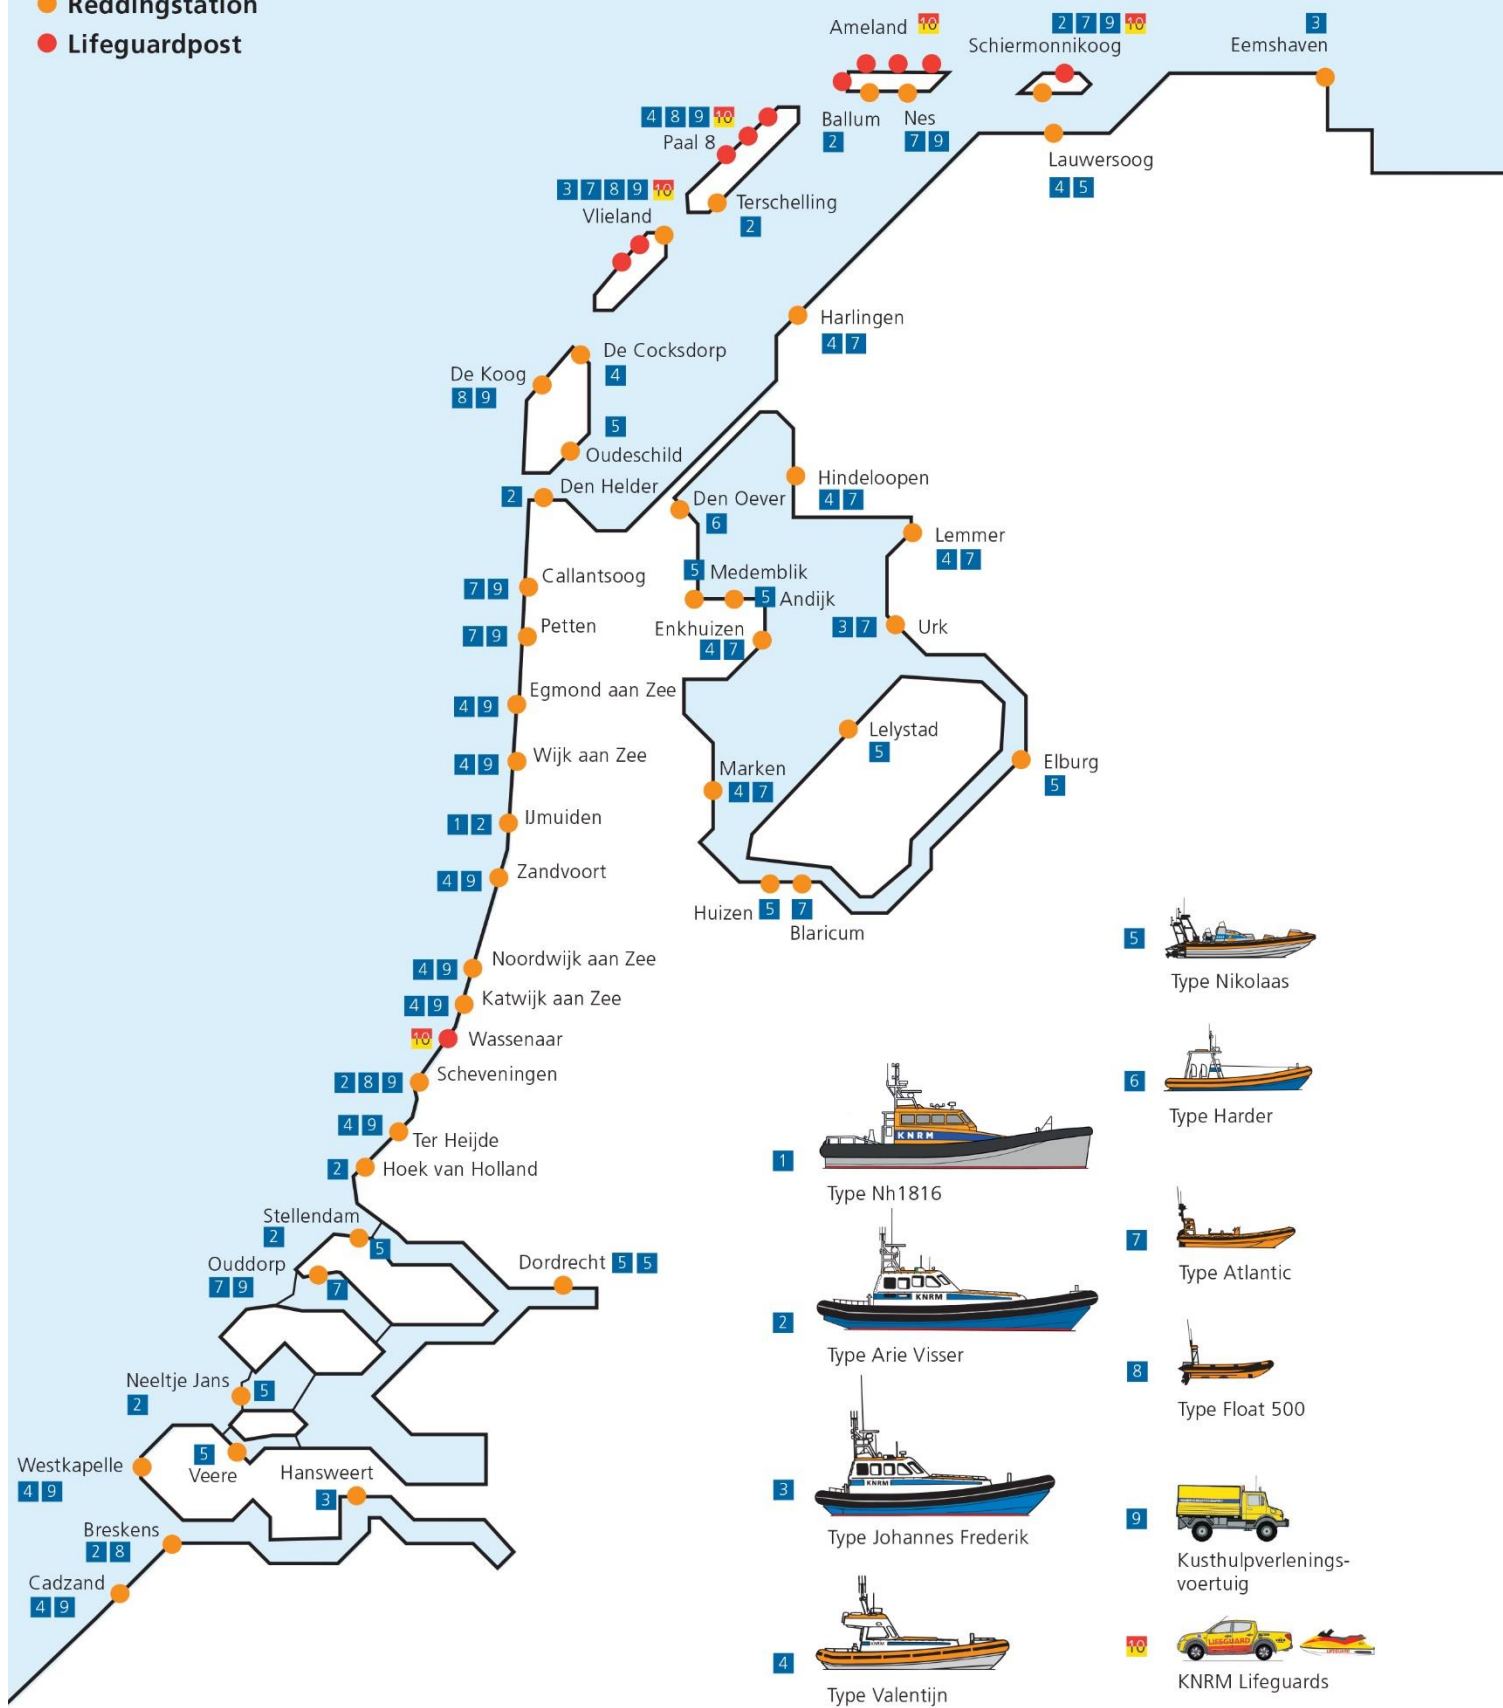 Reddingstation
Lifeguardpost
Ameland 10
2 7 9 10
Schiermonnikoog
3
Eemshaven
4 8 9 10
Paal 8
Ballum
2
Nes
7 9
Lauwersoog
4 5
3 7 8 9 10
Vlieland
Terschelling
2
Harlingen
4 7
De Cocksdorp
4
De Koog
8 9
5
Oudeschild
2 Den Helder
Den Oever
6
Hindeloopen
4 7
Lemmer
4 7
5 Medemblik
5 Andijk
7 9 Callantsoog
7 9 Petten
Enkhuizen
4 7
3 7 Urk
4 9 Egmond aan Zee
Lelystad
5
4 9 Wijk aan Zee
Marken
4 7
Elburg
5
1 2 IJmuiden
4 9 Zandvoort
Huizen 5 7
Blaricum
4 9 Noordwijk aan Zee
4 9 Katwijk aan Zee
10 Wassenaar
2 8 9 Scheveningen
4 9 Ter Heijde
2 Hoek van Holland
Stellendam
2 5
Ouddorp
7 9 7
Dordrecht 5 5
Neeltje Jans 5
2
Westkapelle
4 9
5
Veere
Hansweert
3
Breskens
2 8
Cadzand
4 9
1
Type Nh1816
KNRM
2
Type Arie Visser
KNRM
3
Type Johannes Frederik
KNRM
4
Type Valentijn
KNRM
5
Type Nikolaas
6
Type Harder
7
Type Atlantic
8
Type Float 500
9
Kusthulpverlenings-
voertuig
10
LIFEGUARD
LIFEGUARD
KNRM Lifeguards